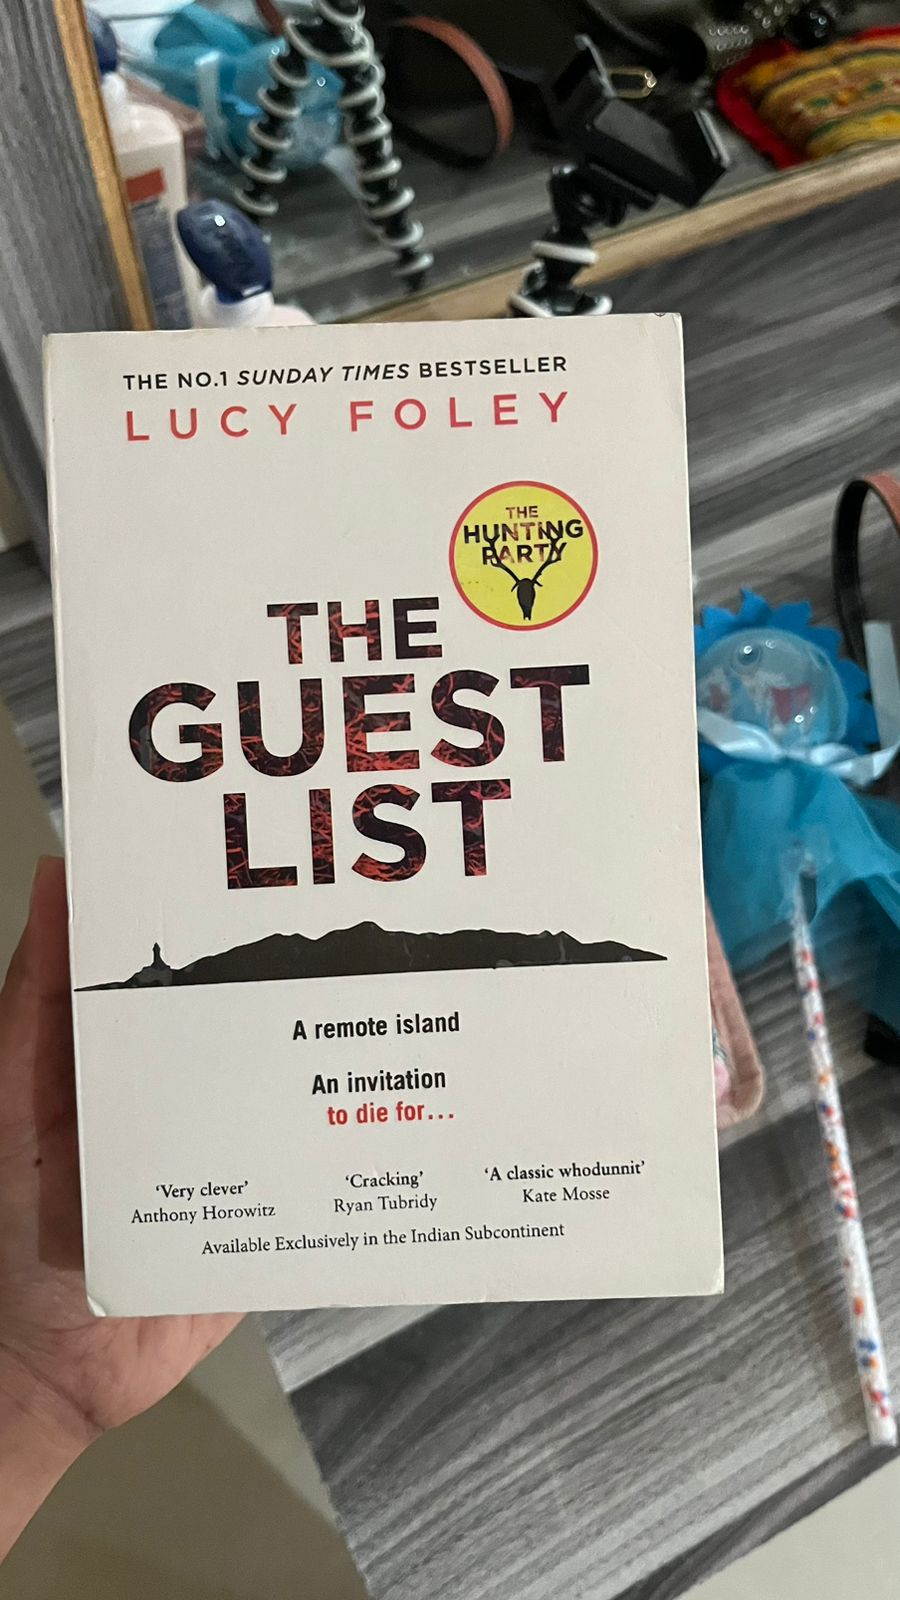 THE NO.1 SUNDAY TIMES BESTSELLER
LUCY FOLEY
THE
HUNTING
PARTY
THE
GUEST
LIST
A remote island
An invitation
to die for...
‘Very clever’
Anthony Horowitz
‘Cracking’
Ryan Tubridy
‘A classic whodunnit’
Kate Mosse
Available Exclusively in the Indian Subcontinent